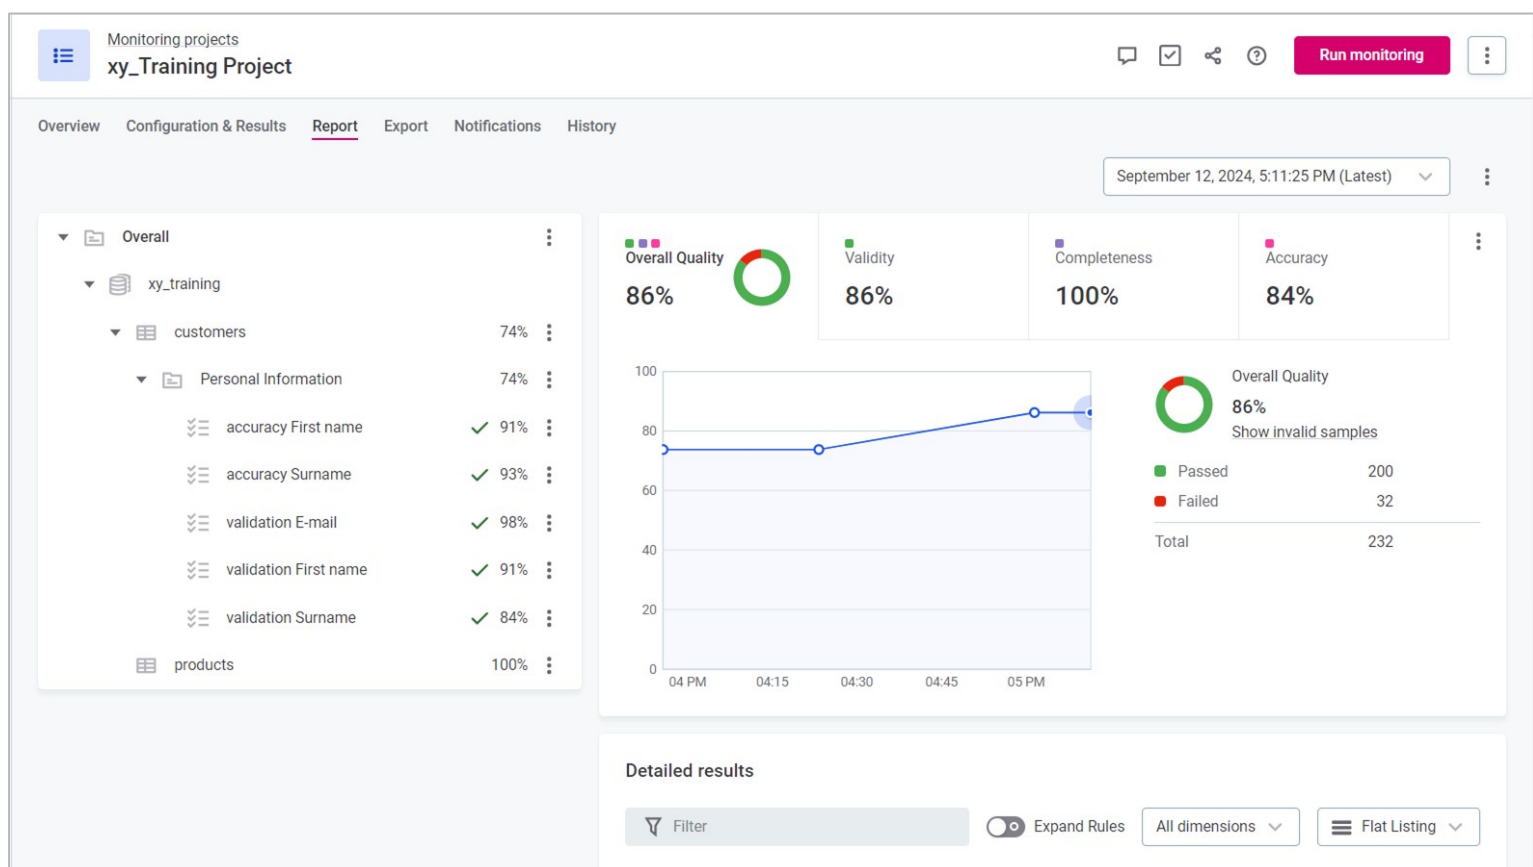 Monitoring projects
xy_Training Project
Run monitoring
Overview Configuration & Results Report Export Notifications History
September 12, 2024, 5:11:25 PM (Latest)
Overall
xy_training
customers 74%
Personal Information 74%
accuracy First name 91%
accuracy Surname 93%
validation E-mail 98%
validation First name 91%
validation Surname 84%
products 100%
Overall Quality
86%
Validity
86%
Completeness
100%
Accuracy
84%
100
80
60
40
20
0
04 PM 04:15 04:30 04:45 05 PM
Overall Quality
86%
Show invalid samples
Passed 200
Failed 32
Total 232
Detailed results
Filter Expand Rules All dimensions Flat Listing